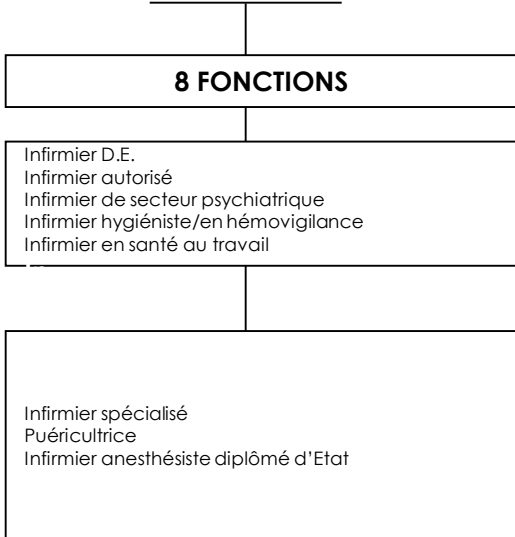 8 FONCTIONS
Infirmier D.E.
Infirmier autorisé
Infirmier de secteur psychiatrique
Infirmier hygiéniste/en hémovigilance
Infirmier en santé au travail
Infirmier spécialisé
Puéricultrice
Infirmier anesthésiste diplômé d’Etat